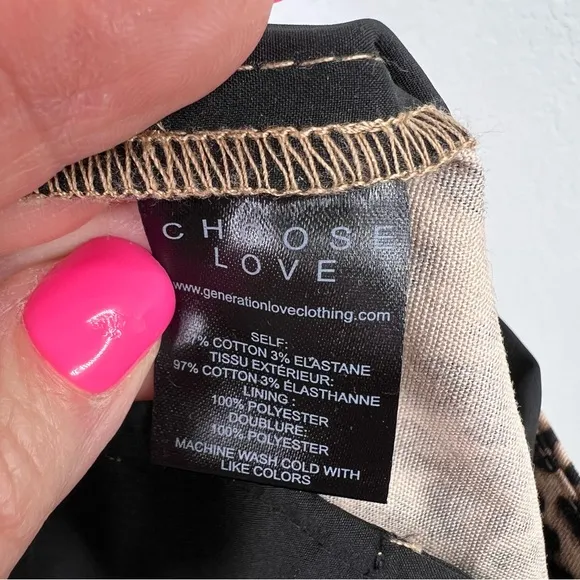 CHOOSE
LOVE
www.generationloveclothing.com
SELF:
7% COTTON 3% ELASTANE
TISSU EXTÉRIEUR:
97% COTTON 3% ÉLASTHANNE
LINING :
100% POLYESTER
DOUBLURE:
100% POLYESTER
MACHINE WASH COLD WITH
LIKE COLORS